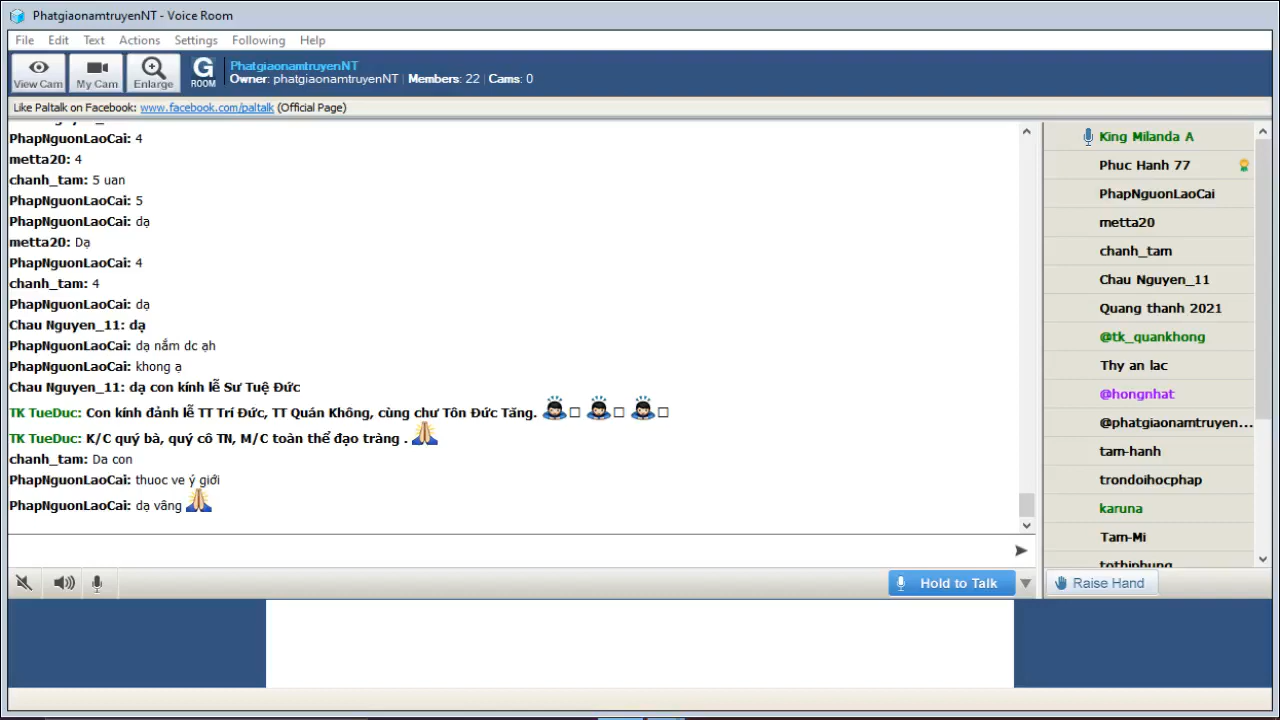 PhatgiaonamtruyenNT - Voice Room
File Edit Text Actions Settings Following Help
View Cam
My Cam
Enlarge
G
ROOM
PhatgiaonamtruyenNT
Owner: phatgiaonamtruyenNT | Members: 22 | Cams: 0
Like Paltalk on Facebook: www.facebook.com/paltalk (Official Page)
PhapNguonLaoCai: 4
metta20: 4
chanh_tam: 5 uan
PhapNguonLaoCai: 5
PhapNguonLaoCai: dạ
metta20: Dạ
PhapNguonLaoCai: 4
chanh_tam: 4
PhapNguonLaoCai: dạ
Chau Nguyen_11: dạ
PhapNguonLaoCai: dạ nắm dc ạh
PhapNguonLaoCai: khong ạ
Chau Nguyen_11: dạ con kính lễ Sư Tuệ Đức
TK TueDuc: Con kính đảnh lễ TT Trí Đức, TT Quán Không, cùng chư Tôn Đức Tăng.
TK TueDuc: K/C quý bà, quý cô TN, M/C toàn thể đạo tràng .
chanh_tam: Da con
PhapNguonLaoCai: thuoc ve ý giới
PhapNguonLaoCai: dạ vâng
King Milanda A
Phuc Hanh 77
PhapNguonLaoCai
metta20
chanh_tam
Chau Nguyen_11
Quang thanh 2021
@tk_quankhong
Thy an lac
@hongnhat
@phatgiaonamtruyen...
tam-hanh
trondoihocphap
karuna
Tam-Mi
tothiphung
Hold to Talk
Raise Hand